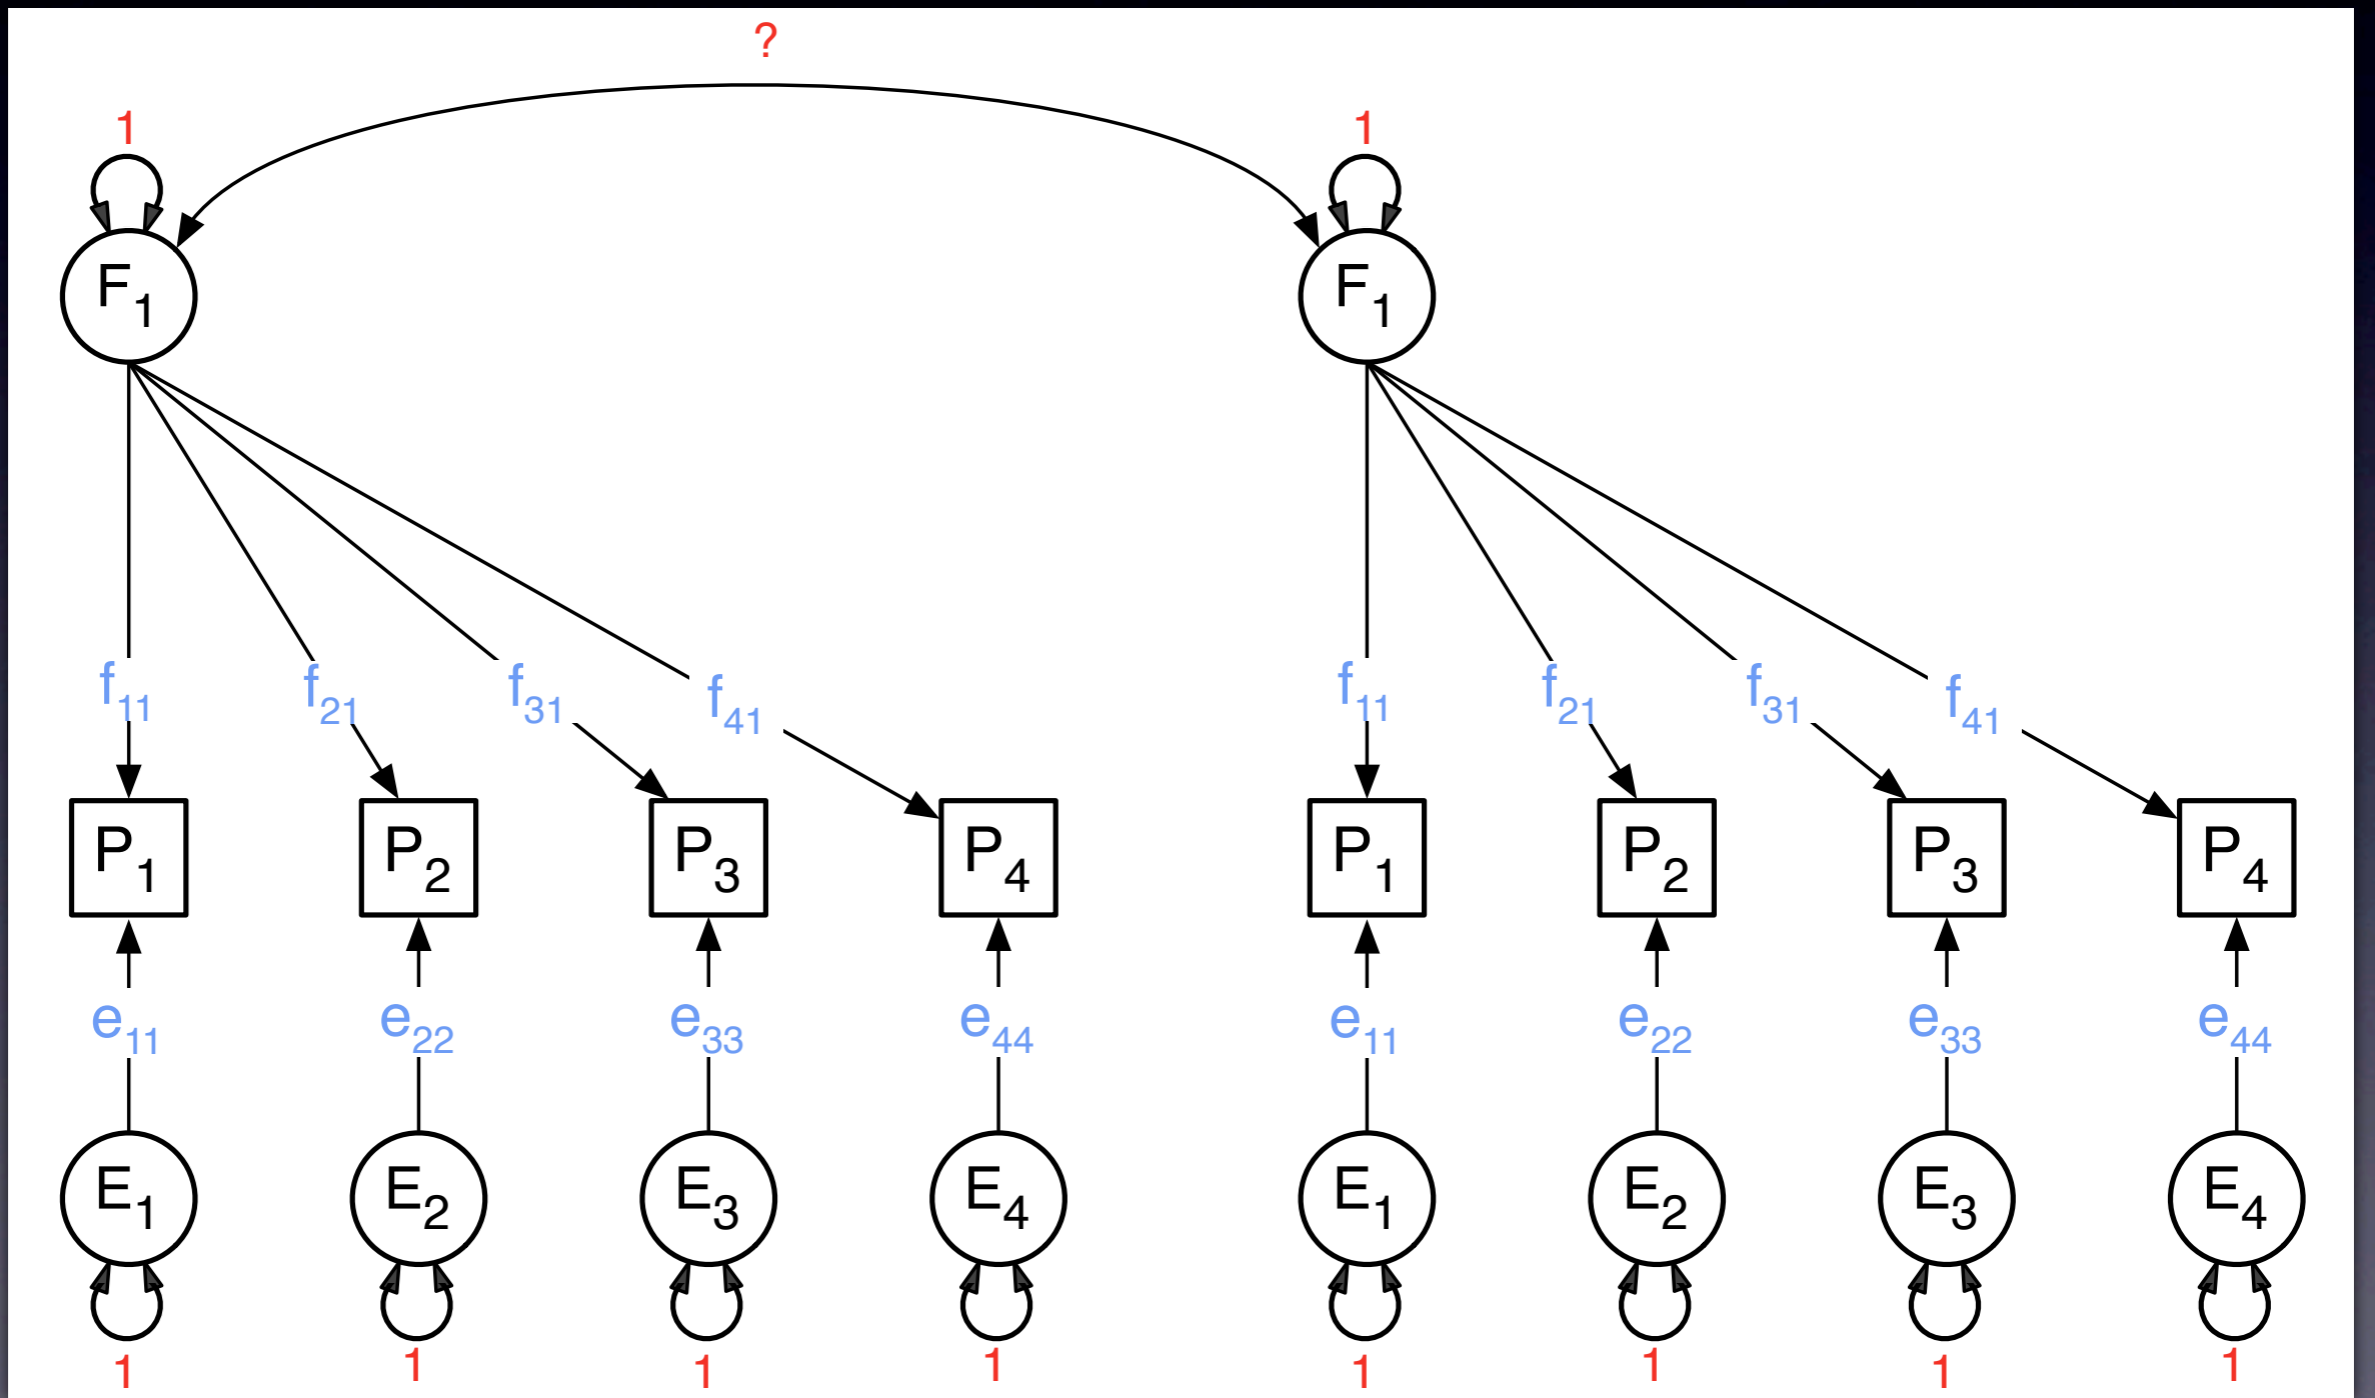 ?
1 1
F1 F1
f11 f21 f31 f41 f11 f21 f31 f41
P1 P2 P3 P4 P1 P2 P3 P4
e11 e22 e33 e44 e11 e22 e33 e44
E1 E2 E3 E4 E1 E2 E3 E4
1 1 1 1 1 1 1 1